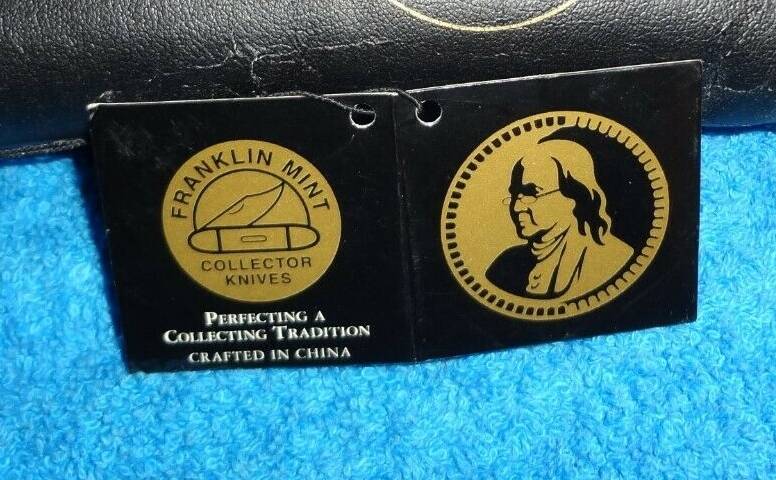 FRANKLIN MINT
COLLECTOR
KNIVES
PERFECTING A
COLLECTING TRADITION
CRAFTED IN CHINA